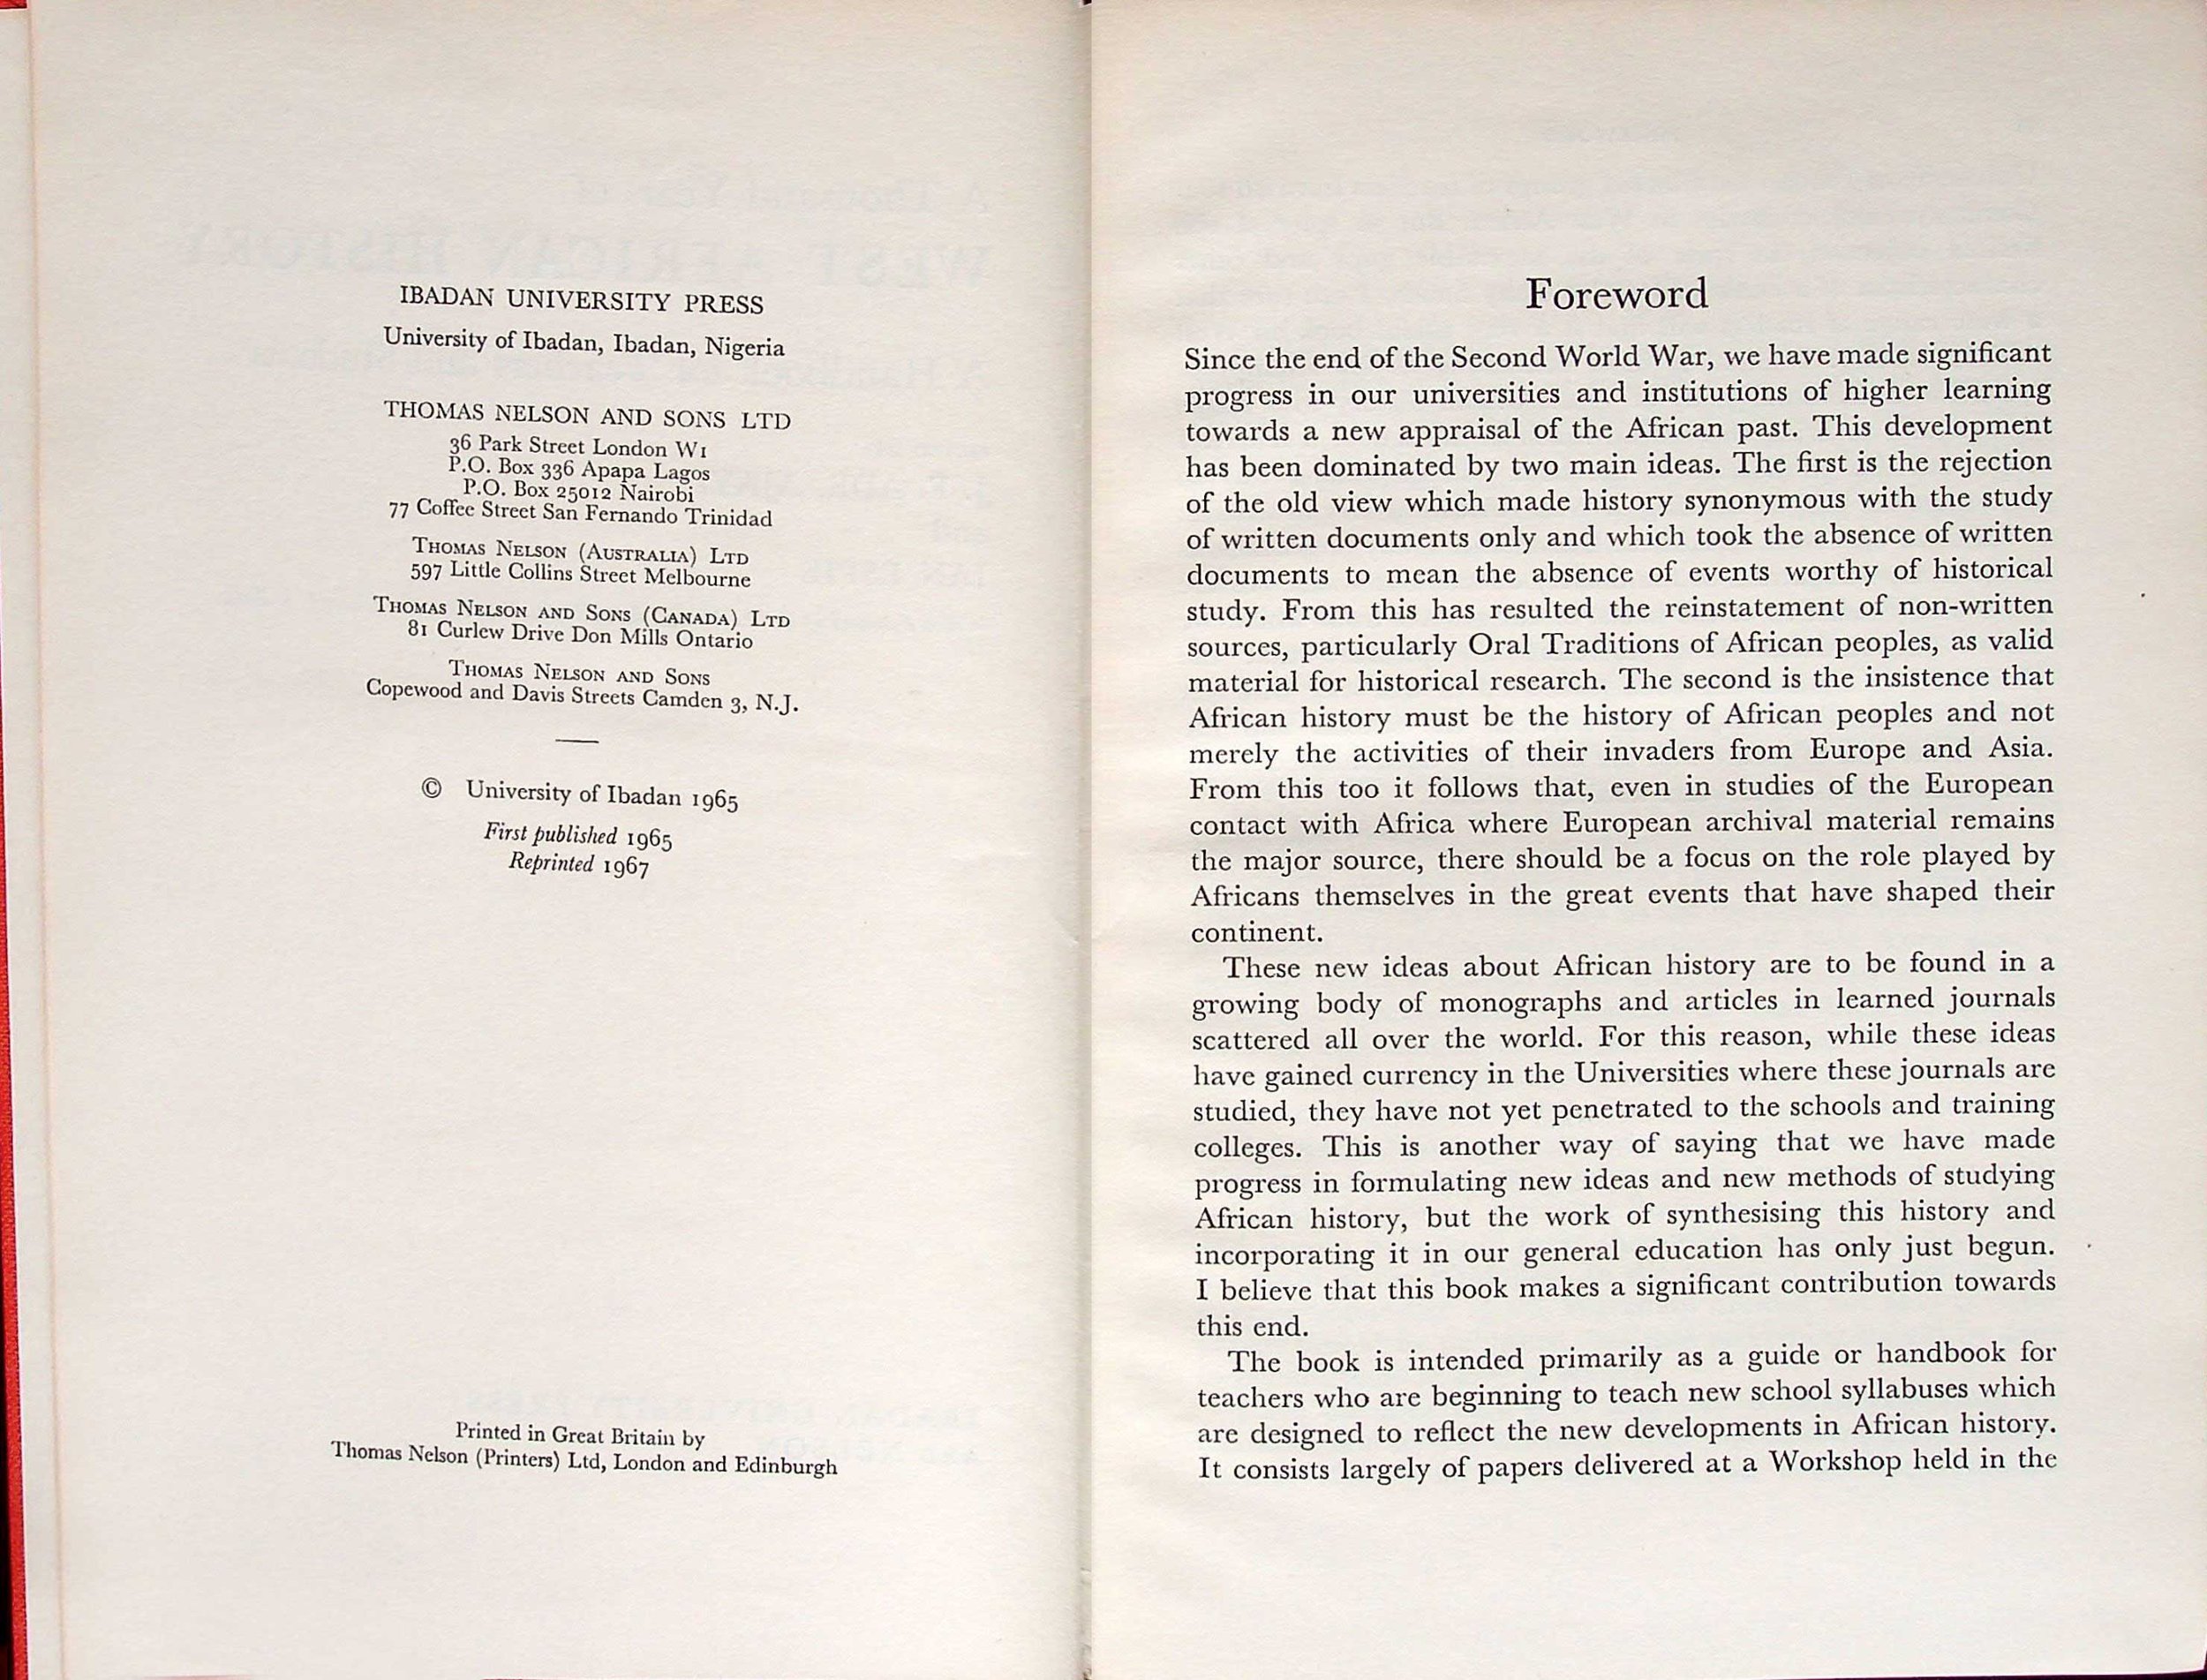 IBADAN UNIVERSITY PRESS
University of Ibadan, Ibadan, Nigeria
THOMAS NELSON AND SONS LTD
36 Park Street London W1
P.O. Box 336 Apapa Lagos
P.O. Box 25012 Nairobi
77 Coffee Street San Fernando Trinidad
THOMAS NELSON (AUSTRALIA) LTD
597 Little Collins Street Melbourne
THOMAS NELSON AND SONS (CANADA) LTD
81 Curlew Drive Don Mills Ontario
THOMAS NELSON AND SONS
Copewood and Davis Streets Camden 3, N.J.
© University of Ibadan 1965
First published 1965
Reprinted 1967
Printed in Great Britain by
Thomas Nelson (Printers) Ltd, London and Edinburgh
Foreword
Since the end of the Second World War, we have made significant
progress in our universities and institutions of higher learning
towards a new appraisal of the African past. This development
has been dominated by two main ideas. The first is the rejection
of the old view which made history synonymous with the study
of written documents only and which took the absence of written
documents to mean the absence of events worthy of historical
study. From this has resulted the reinstatement of non-written
sources, particularly Oral Traditions of African peoples, as valid
material for historical research. The second is the insistence that
African history must be the history of African peoples and not
merely the activities of their invaders from Europe and Asia.
From this too it follows that, even in studies of the European
contact with Africa where European archival material remains
the major source, there should be a focus on the role played by
Africans themselves in the great events that have shaped their
continent.
These new ideas about African history are to be found in a
growing body of monographs and articles in learned journals
scattered all over the world. For this reason, while these ideas
have gained currency in the Universities where these journals are
studied, they have not yet penetrated to the schools and training
colleges. This is another way of saying that we have made
progress in formulating new ideas and new methods of studying
African history, but the work of synthesising this history and
incorporating it in our general education has only just begun.
I believe that this book makes a significant contribution towards
this end.
The book is intended primarily as a guide or handbook for
teachers who are beginning to teach new school syllabuses which
are designed to reflect the new developments in African history.
It consists largely of papers delivered at a Workshop held in the